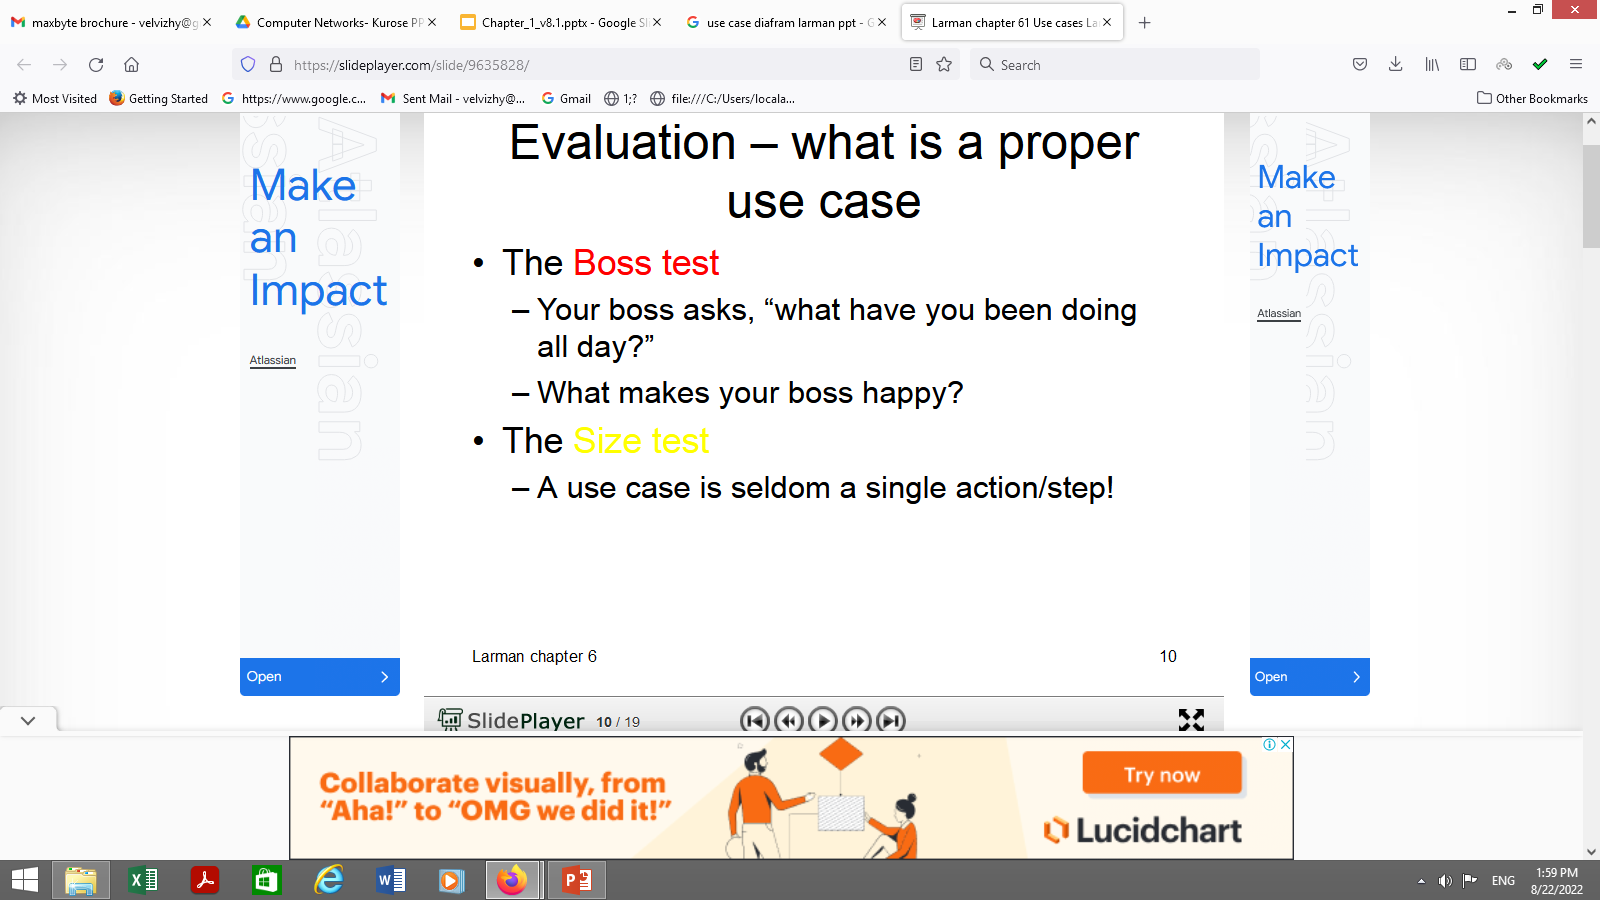 maxbyte brochure - velvizhy@g
Computer Networks- Kurose PP
Chapter_1_v8.1.pptx - Google Sli
use case diafram larman ppt - G
Larman chapter 61 Use cases La
https://slideplayer.com/slide/9635828/
Search
Most Visited
Getting Started
https://www.google.c...
Sent Mail - velvizhy@...
Gmail
1;?
file:///C:/Users/locala...
Other Bookmarks
Atlassian
Make
an
Impact
Atlassian
Open
Evaluation – what is a proper
use case
• The Boss test
– Your boss asks, “what have you been doing
all day?”
– What makes your boss happy?
• The Size test
– A use case is seldom a single action/step!
Larman chapter 6
10
Atlassian
Make
an
Impact
Atlassian
Open
SlidePlayer
10 / 19
Collaborate visually, from
“Aha!” to “OMG we did it!”
Try now
Lucidchart
ENG
1:59 PM
8/22/2022